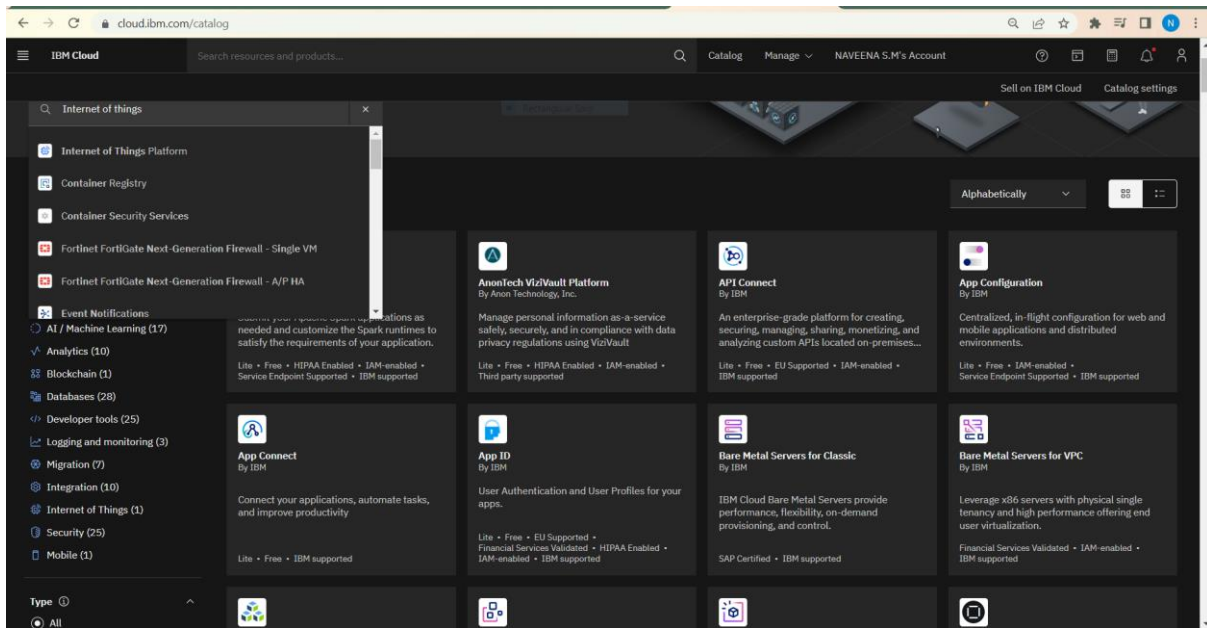 cloud.ibm.com/catalog
N
IBM Cloud
Search resources and products...
Catalog
Manage
NAVEENA S.M's Account
Sell on IBM Cloud
Catalog settings
Internet of things
Internet of Things Platform
Container Registry
Container Security Services
Fortinet FortiGate Next-Generation Firewall - Single VM
Fortinet FortiGate Next-Generation Firewall - A/P HA
Event Notifications
Alphabetically
AI / Machine Learning (17)
Analytics (10)
Blockchain (1)
Databases (28)
Developer tools (25)
Logging and monitoring (3)
Migration (7)
Integration (10)
Internet of Things (1)
Security (25)
Mobile (1)
Type
All
Submit your Apache Spark applications as
needed and customize the Spark runtimes to
satisfy the requirements of your application.
Lite • Free • HIPAA Enabled • IAM-enabled •
Service Endpoint Supported • IBM supported
AnonTech ViziVault Platform
By Anon Technology, Inc.
Manage personal information as-a-service
safely, securely, and in compliance with data
privacy regulations using ViziVault
Lite • Free • HIPAA Enabled • IAM-enabled •
Third party supported
API Connect
By IBM
An enterprise-grade platform for creating,
securing, managing, sharing, monetizing, and
analyzing custom APIs located on-premises...
Lite • Free • EU Supported • IAM-enabled •
IBM supported
App Configuration
By IBM
Centralized, in-flight configuration for web and
mobile applications and distributed
environments.
Lite • Free • IAM-enabled •
Service Endpoint Supported • IBM supported
App Connect
By IBM
Connect your applications, automate tasks,
and improve productivity
Lite • Free • IBM supported
App ID
By IBM
User Authentication and User Profiles for your
apps.
Lite • Free • EU Supported •
Financial Services Validated • HIPAA Enabled •
IAM-enabled • IBM supported
Bare Metal Servers for Classic
By IBM
IBM Cloud Bare Metal Servers provide
performance, flexibility, on-demand
provisioning, and control.
SAP Certified • IBM supported
Bare Metal Servers for VPC
By IBM
Leverage x86 servers with physical single
tenancy and high performance offering end
user virtualization.
Financial Services Validated • IAM-enabled •
IBM supported